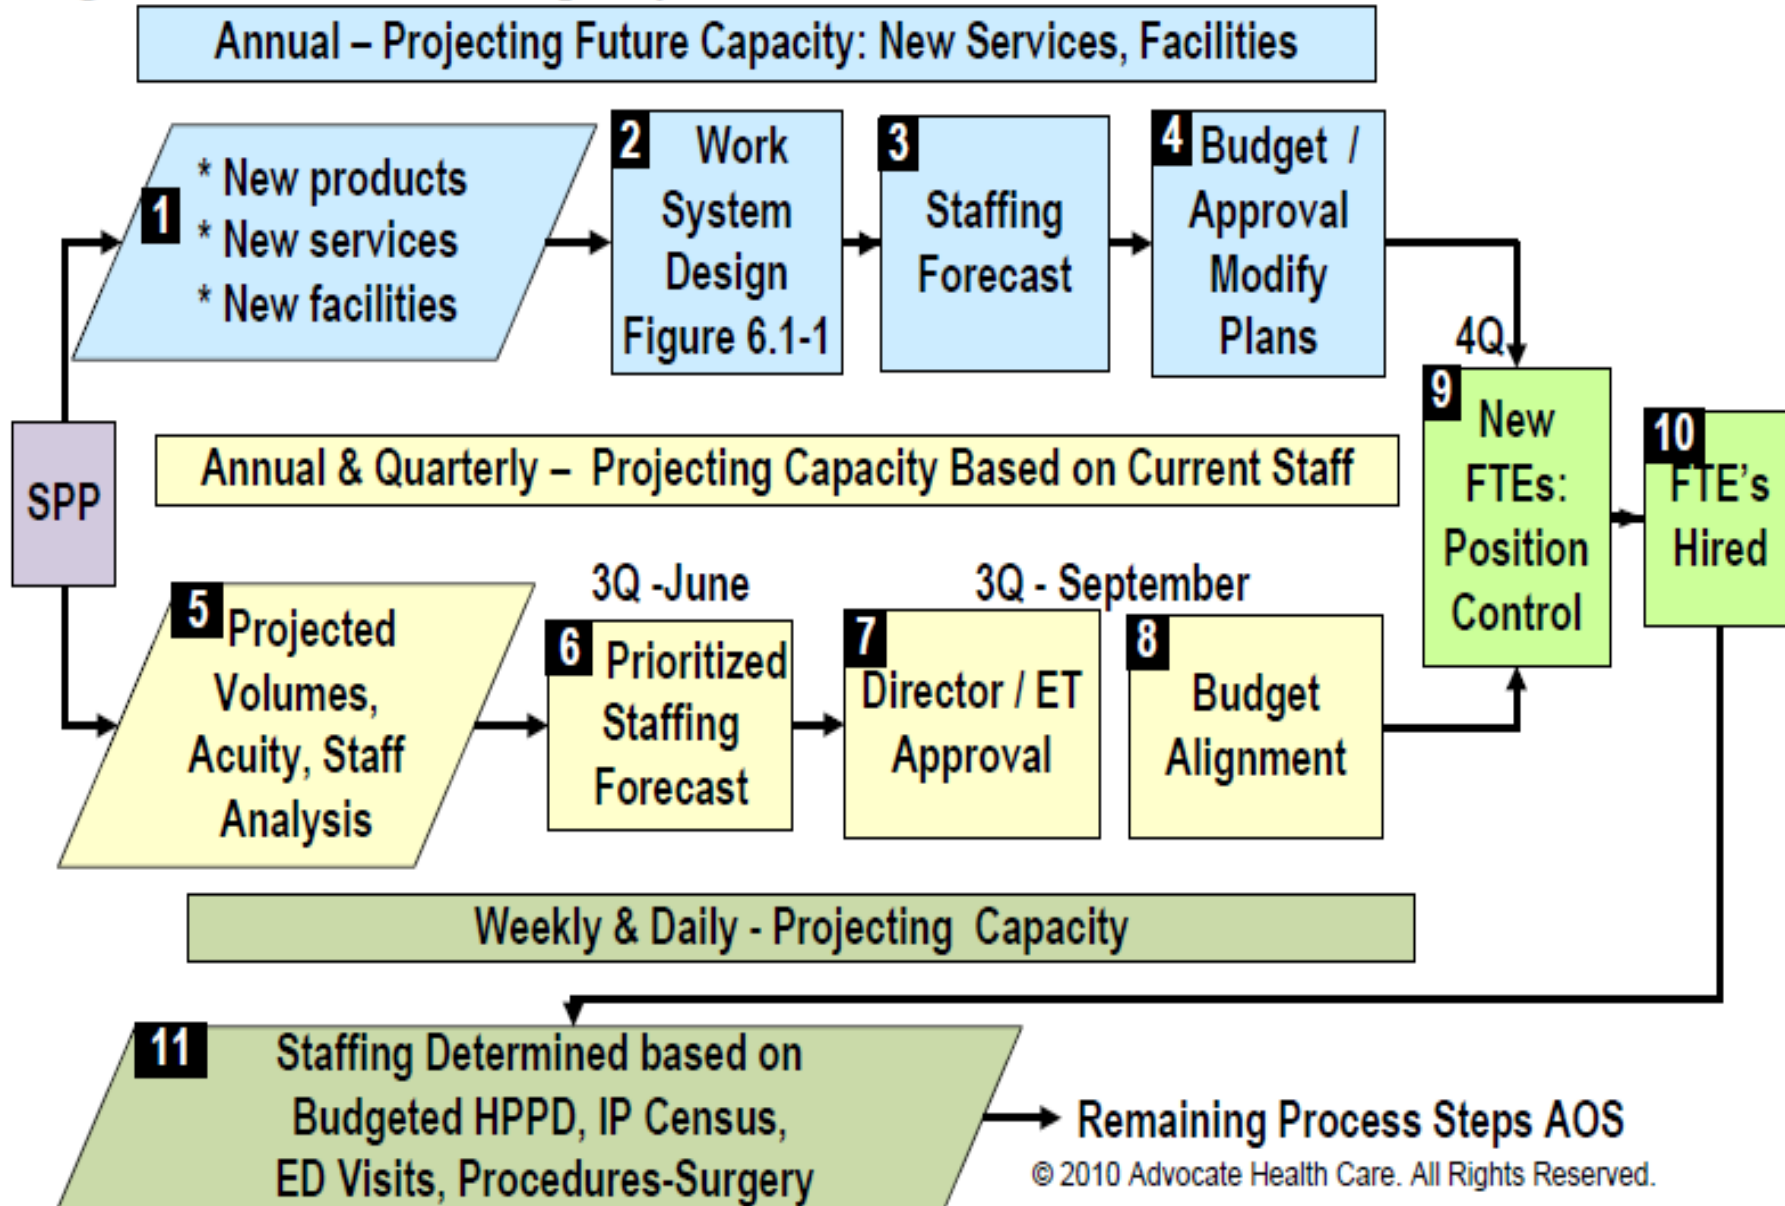 Annual – Projecting Future Capacity: New Services, Facilities
1
* New products
* New services
* New facilities
2 Work
System
Design
Figure 6.1-1
3
Staffing
Forecast
4 Budget /
Approval
Modify
Plans
4Q
SPP
Annual & Quarterly – Projecting Capacity Based on Current Staff
9
New
FTEs:
Position
Control
10
FTE's
Hired
5
Projected
Volumes,
Acuity, Staff
Analysis
3Q -June
6 Prioritized
Staffing
Forecast
3Q - September
7
Director / ET
Approval
8
Budget
Alignment
Weekly & Daily - Projecting Capacity
11
Staffing Determined based on
Budgeted HPPD, IP Census,
ED Visits, Procedures-Surgery
Remaining Process Steps AOS
© 2010 Advocate Health Care. All Rights Reserved.